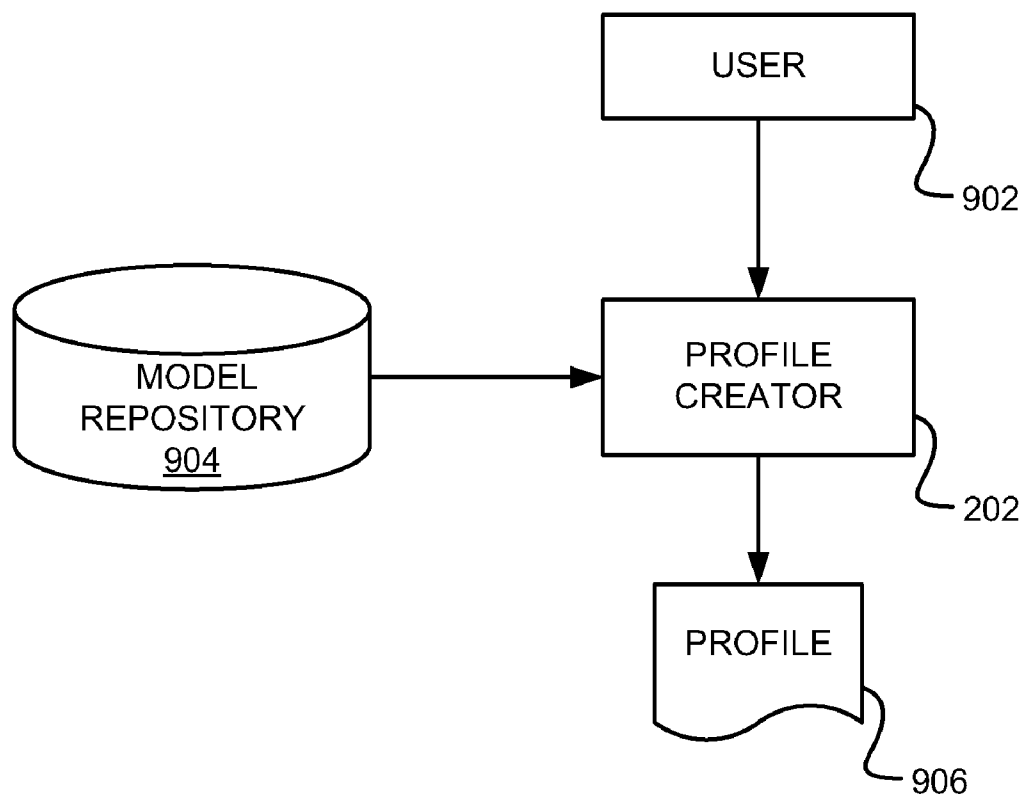 USER
902
MODEL
REPOSITORY
904
PROFILE
CREATOR
202
PROFILE
906